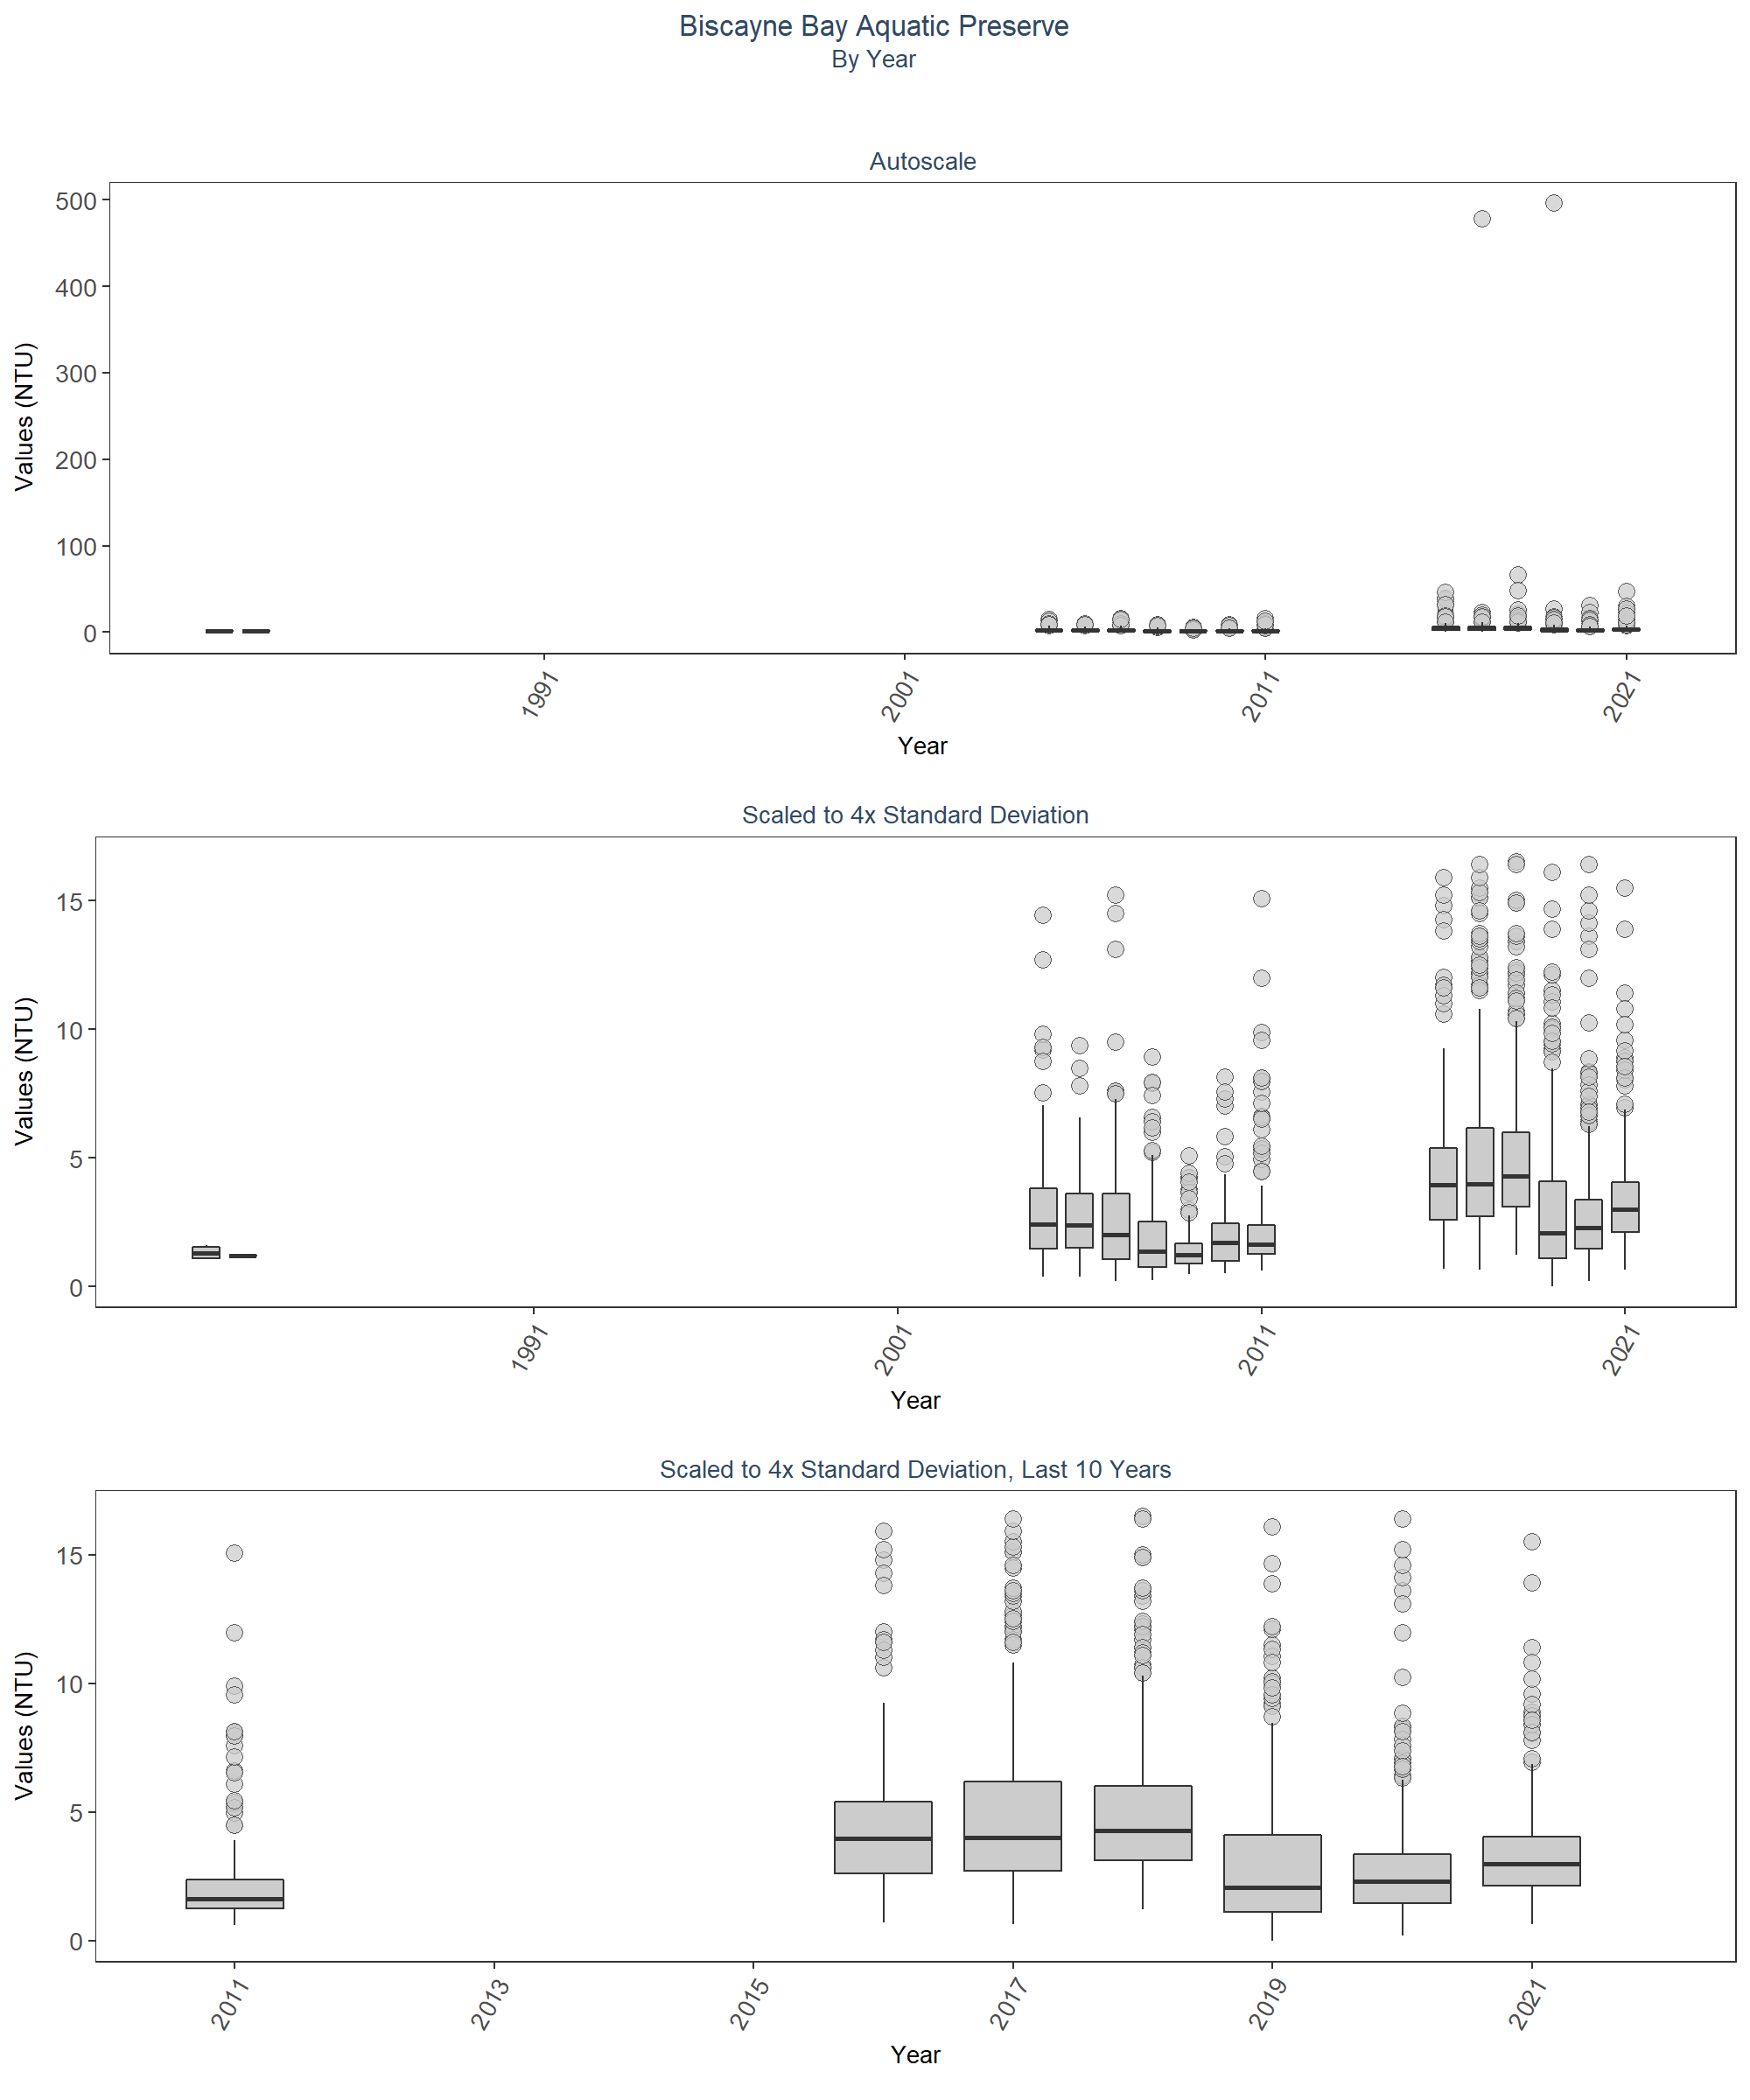 Biscayne Bay Aquatic Preserve
By Year
Autoscale
500
400
300
200
100
0
Values (NTU)
1991
2001
2011
2021
Year
Scaled to 4x Standard Deviation
15
10
5
0
Values (NTU)
1991
2001
2011
2021
Year
Scaled to 4x Standard Deviation, Last 10 Years
15
10
5
0
Values (NTU)
2011
2013
2015
2017
2019
2021
Year